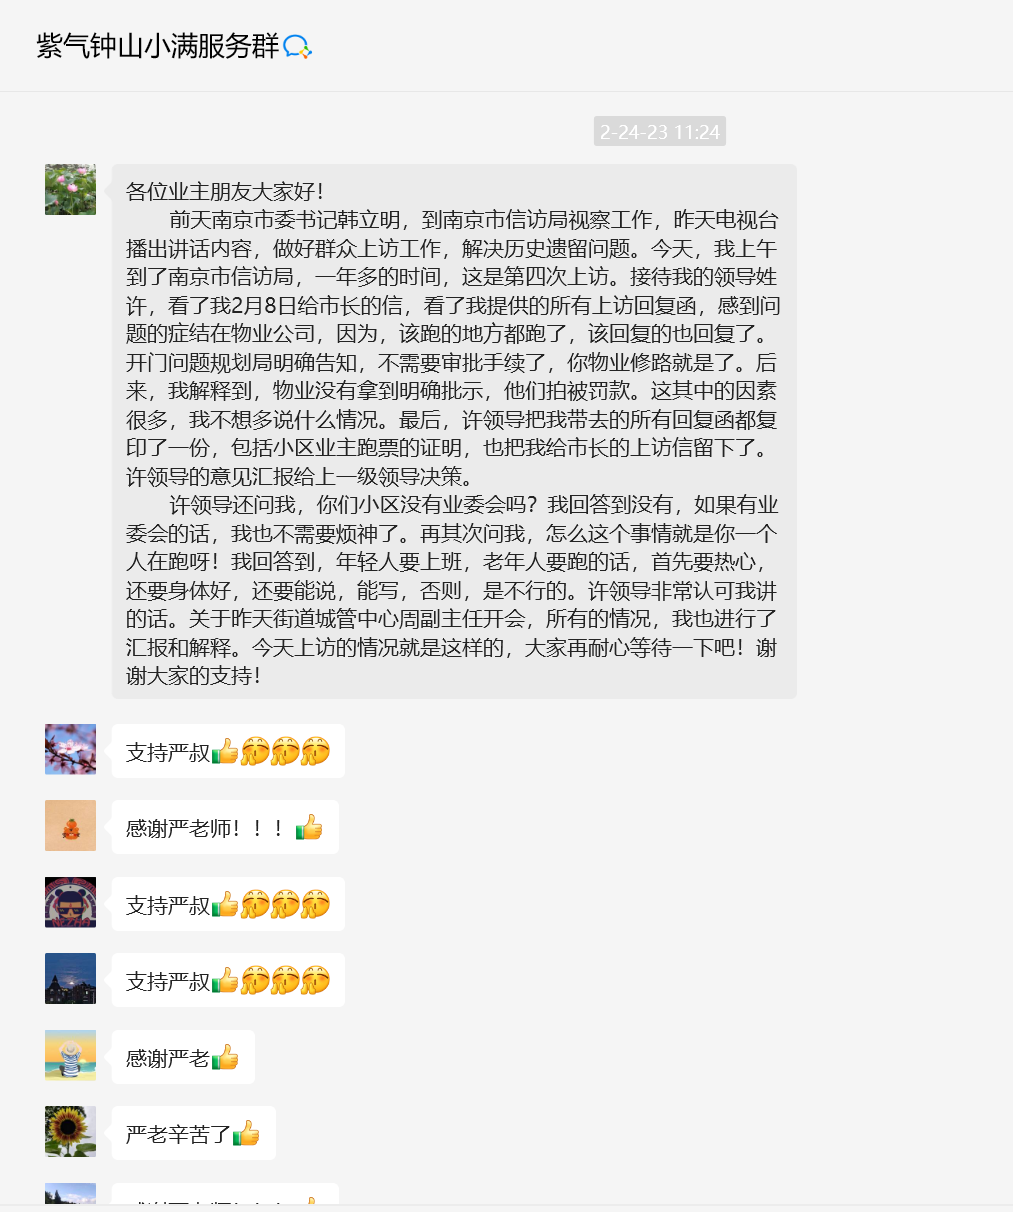 紫气钟山小满服务群
2-24-23 11:24
各位业主朋友大家好！
前天南京市委书记韩立明，到南京市信访局视察工作，昨天电视台
播出讲话内容，做好群众上访工作，解决历史遗留问题。今天，我上午
到了南京市信访局，一年多的时间，这是第四次上访。接待我的领导姓
许，看了我2月8日给市长的信，看了我提供的所有上访回复函，感到问
题的症结在物业公司，因为，该跑的地方都跑了，该回复的也回复了。
开门问题规划局明确告知，不需要审批手续了，你物业修路就是了。后
来，我解释到，物业没有拿到明确批示，他们拍被罚款。这其中的因素
很多，我不想多说什么情况。最后，许领导把我带去的所有回复函都复
印了一份，包括小区业主跑票的证明，也把我给市长的上访信留下了。
许领导的意见汇报给上一级领导决策。
许领导还问我，你们小区没有业委会吗？我回答到没有，如果有业
委会的话，我也不需要烦神了。再其次问我，怎么这个事情就是你一个
人在跑呀！我回答到，年轻人要上班，老年人要跑的话，首先要热心，
还要身体好，还要能说，能写，否则，是不行的。许领导非常认可我讲
的话。关于昨天街道城管中心周副主任开会，所有的情况，我也进行了
汇报和解释。今天上访的情况就是这样的，大家再耐心等待一下吧！谢
谢大家的支持！
支持严叔👍🤭🤭🤭
感谢严老师！！！👍
支持严叔👍🤭🤭🤭
支持严叔👍🤭🤭🤭
感谢严老👍
严老辛苦了👍